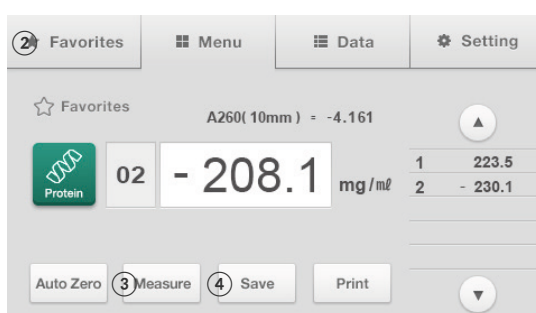 ② Favorites Menu Data Setting
Favorites
A260( 10mm ) = -4.161
Protein
02 - 208.1 mg/㎖
1 223.5
2 - 230.1
Auto Zero ③ Measure ④ Save Print